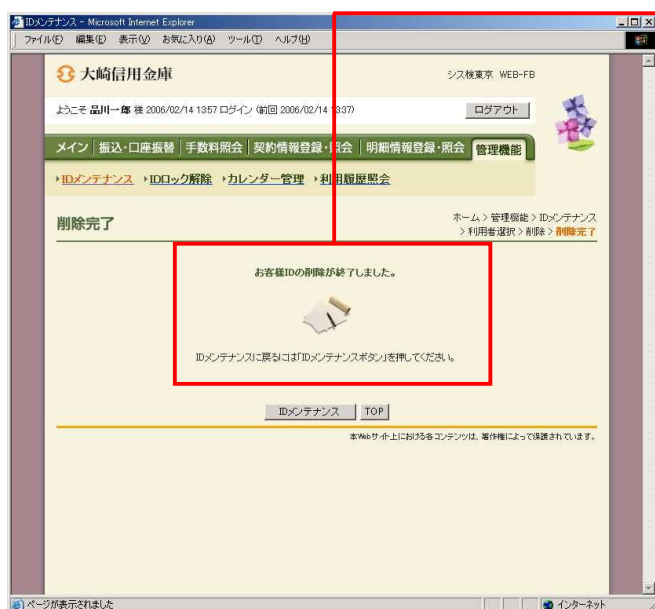 IDメンテナンス - Microsoft Internet Explorer
ファイル(F) 編集(E) 表示(V) お気に入り(A) ツール(T) ヘルプ(H)
大崎信用金庫
シス検東京 WEB-FB
ようこそ 品川一郎 様 2006/02/14 1357 ログイン (前回 2006/02/14 1337)
ログアウト
メイン 振込・口座振替 手数料照会 契約情報登録・照会 明細情報登録・照会 管理機能
IDメンテナンス IDロック解除 カレンダー管理 利用履歴照会
削除完了
ホーム > 管理機能 > IDメンテナンス
> 利用者選択 > 削除 > 削除完了
お客様IDの削除が終了しました。
IDメンテナンスに戻るには「IDメンテナンスボタン」を押してください。
IDメンテナンス TOP
本Webサイト上における各コンテンツは、著作権によって保護されています。
ページが表示されました
インターネット